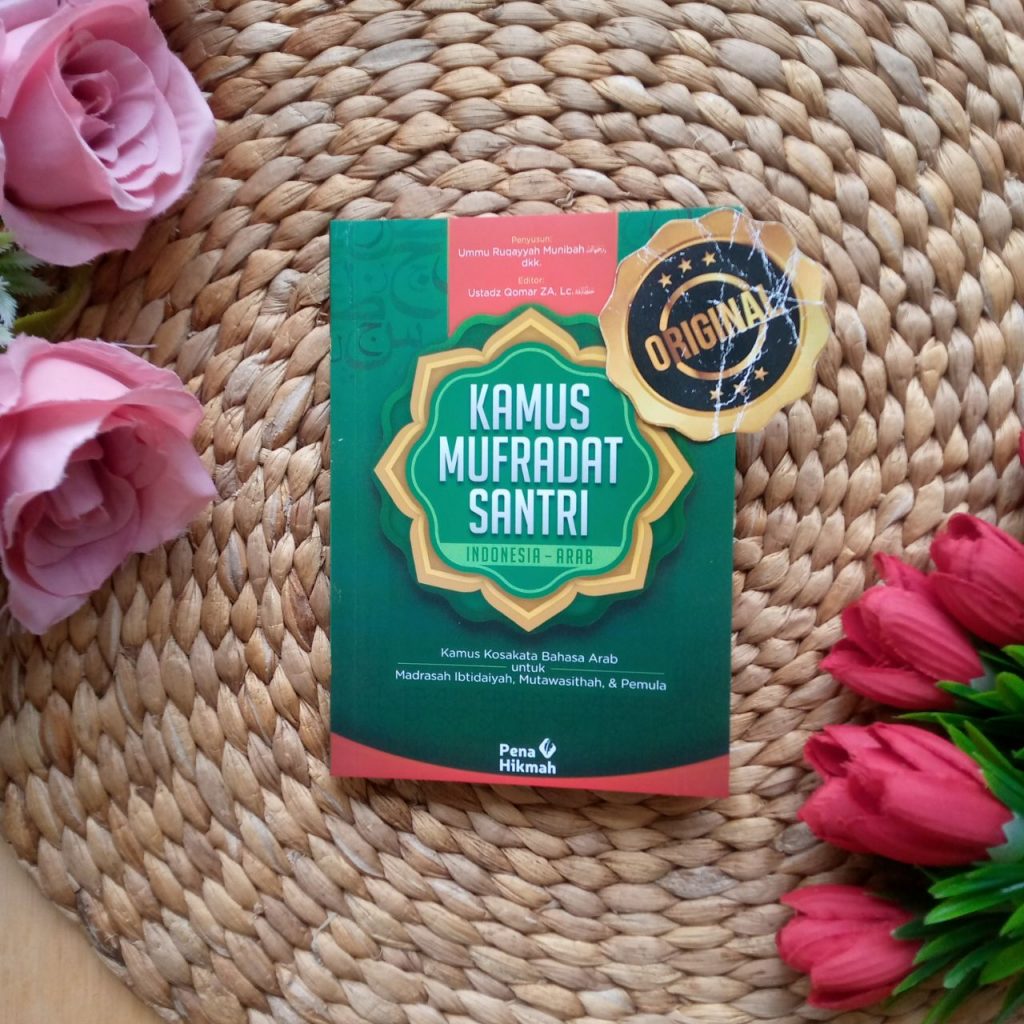 Penyusun:
Ummu Ruqayyah Munibah
dkk.
Editor:
Ustadz Qomar ZA, Lc.
ORIGINAL
KAMUS
MUFRADAT
SANTRI
INDONESIA - ARAB
Kamus Kosakata Bahasa Arab
untuk
Madrasah Ibtidaiyah, Mutawasithah, & Pemula
Pena
Hikmah